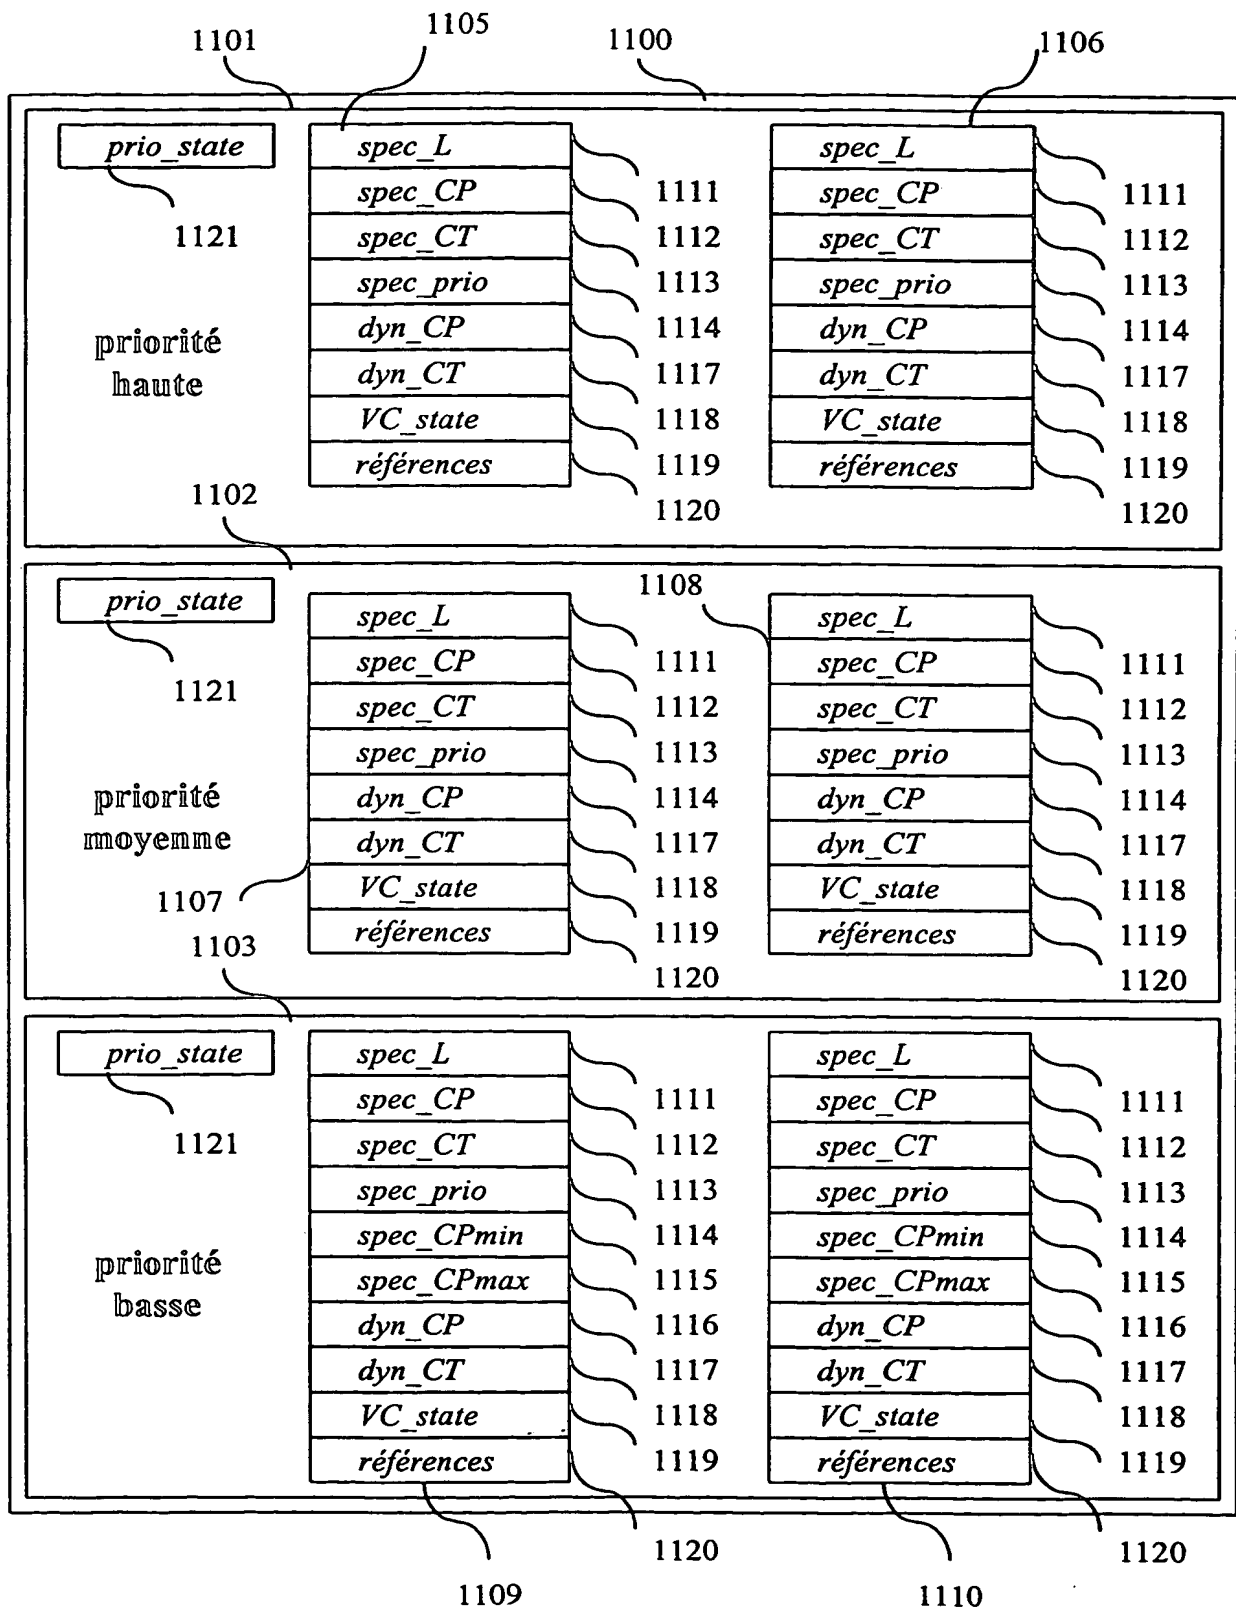 1105
1101
1100
1106
prio_state
spec_L
spec_L
1111
1111
spec_CP
spec_CP
1121
1112
1112
spec_CT
spec_CT
1113
1113
spec_prio
spec_prio
priorité
haute
1114
1114
dyn_CP
dyn_CP
1117
1117
dyn_CT
dyn_CT
1118
1118
VC_state
VC_state
1119
1119
références
références
1102
1120
1120
prio_state
1108
spec_L
spec_L
1111
1111
spec_CP
spec_CP
1121
1112
1112
spec_CT
spec_CT
1113
1113
spec_prio
spec_prio
priorité
moyenne
1114
1114
dyn_CP
dyn_CP
1117
1117
dyn_CT
dyn_CT
1107
1118
1118
VC_state
VC_state
1119
1119
références
références
1103
1120
1120
prio_state
spec_L
spec_L
1111
1111
spec_CP
spec_CP
1121
1112
1112
spec_CT
spec_CT
1113
1113
spec_prio
spec_prio
1114
1114
spec_CPmin
spec_CPmin
priorité
basse
1115
1115
spec_CPmax
spec_CPmax
1116
1116
dyn_CP
dyn_CP
1117
1117
dyn_CT
dyn_CT
1118
1118
VC_state
VC_state
1119
1119
références
références
1120
1120
1109
1110